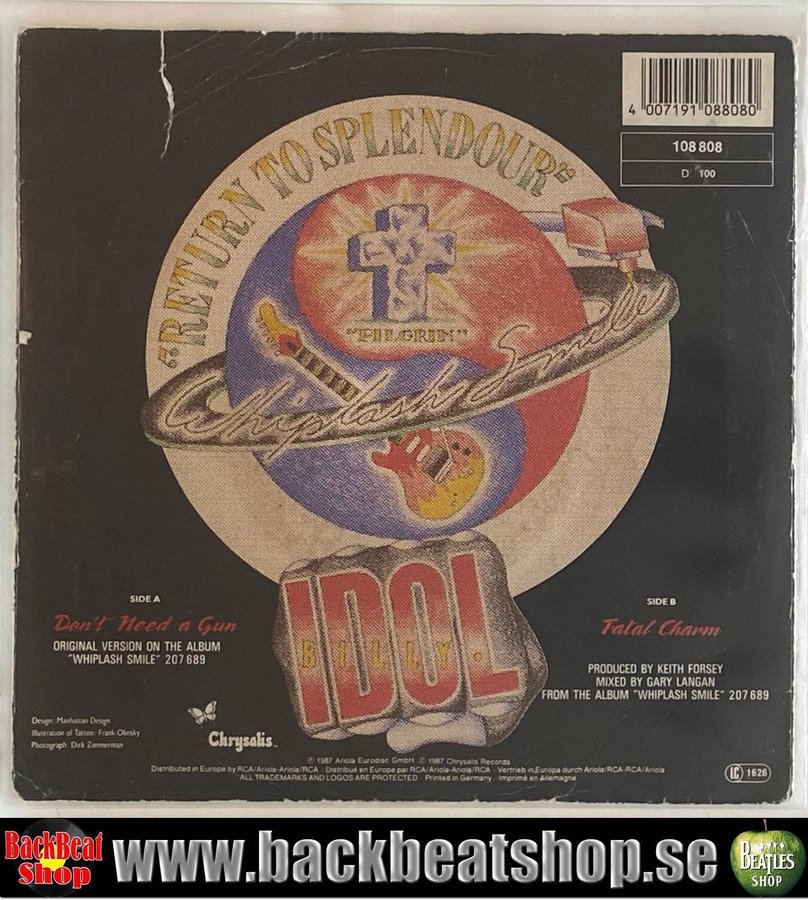 4 007191 088080
108 808
D: 100
"RETURN TO SPLENDOUR"
"PILGRIM"
Whiplash Smile
IDOL
BILLY
SIDE A
Don't Need a Gun
ORIGINAL VERSION ON THE ALBUM
"WHIPLASH SMILE" 207 689
SIDE B
Fatal Charm
PRODUCED BY KEITH FORSEY
MIXED BY GARY LANGAN
FROM THE ALBUM "WHIPLASH SMILE" 207 689
Design: Manhattan Design
Illustration of Tattoo: Frank Olinsky
Photograph: Dick Zimmerman
Chrysalis
℗ 1987 Ariola Eurodisc GmbH © 1987 Chrysalis Records
Distributed in Europe by RCA/Ariola-Ariola/RCA · Distribué en Europe par RCA/Ariola-Ariola/RCA · Vertrieb in Europa durch Ariola/RCA-RCA/Ariola
ALL TRADEMARKS AND LOGOS ARE PROTECTED · Printed in Germany · Imprimé en Allemagne
LC 1626
BackBeat
Shop
www.backbeatshop.se
BEATLES
SHOP